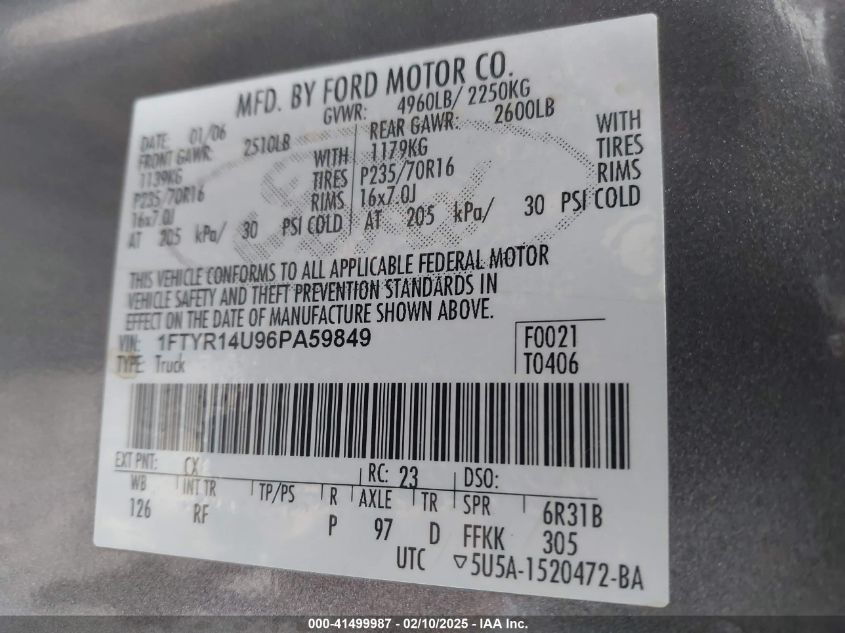 MFD. BY FORD MOTOR CO.
DATE: 01/06 GVWR: 4960LB/ 2250KG
FRONT GAWR: 2510LB REAR GAWR: 2600LB
1139KG WITH 1179KG WITH
P235/70R16 TIRES P235/70R16 TIRES
16x7.0J RIMS 16x7.0J RIMS
AT 205 kPa/ 30 PSI COLD AT 205 kPa/ 30 PSI COLD
Ford
THIS VEHICLE CONFORMS TO ALL APPLICABLE FEDERAL MOTOR
VEHICLE SAFETY AND THEFT PREVENTION STANDARDS IN
EFFECT ON THE DATE OF MANUFACTURE SHOWN ABOVE.
VIN: 1FTYR14U96PA59849 F0021
TYPE: Truck T0406
EXT PNT: CX RC: 23 DSO:
WB INT TR TP/PS R AXLE TR SPR 6R31B
126 RF P 97 D FFKK 305
UTC ▽5U5A-1520472-BA
000-41499987 - 02/10/2025 - IAA Inc.